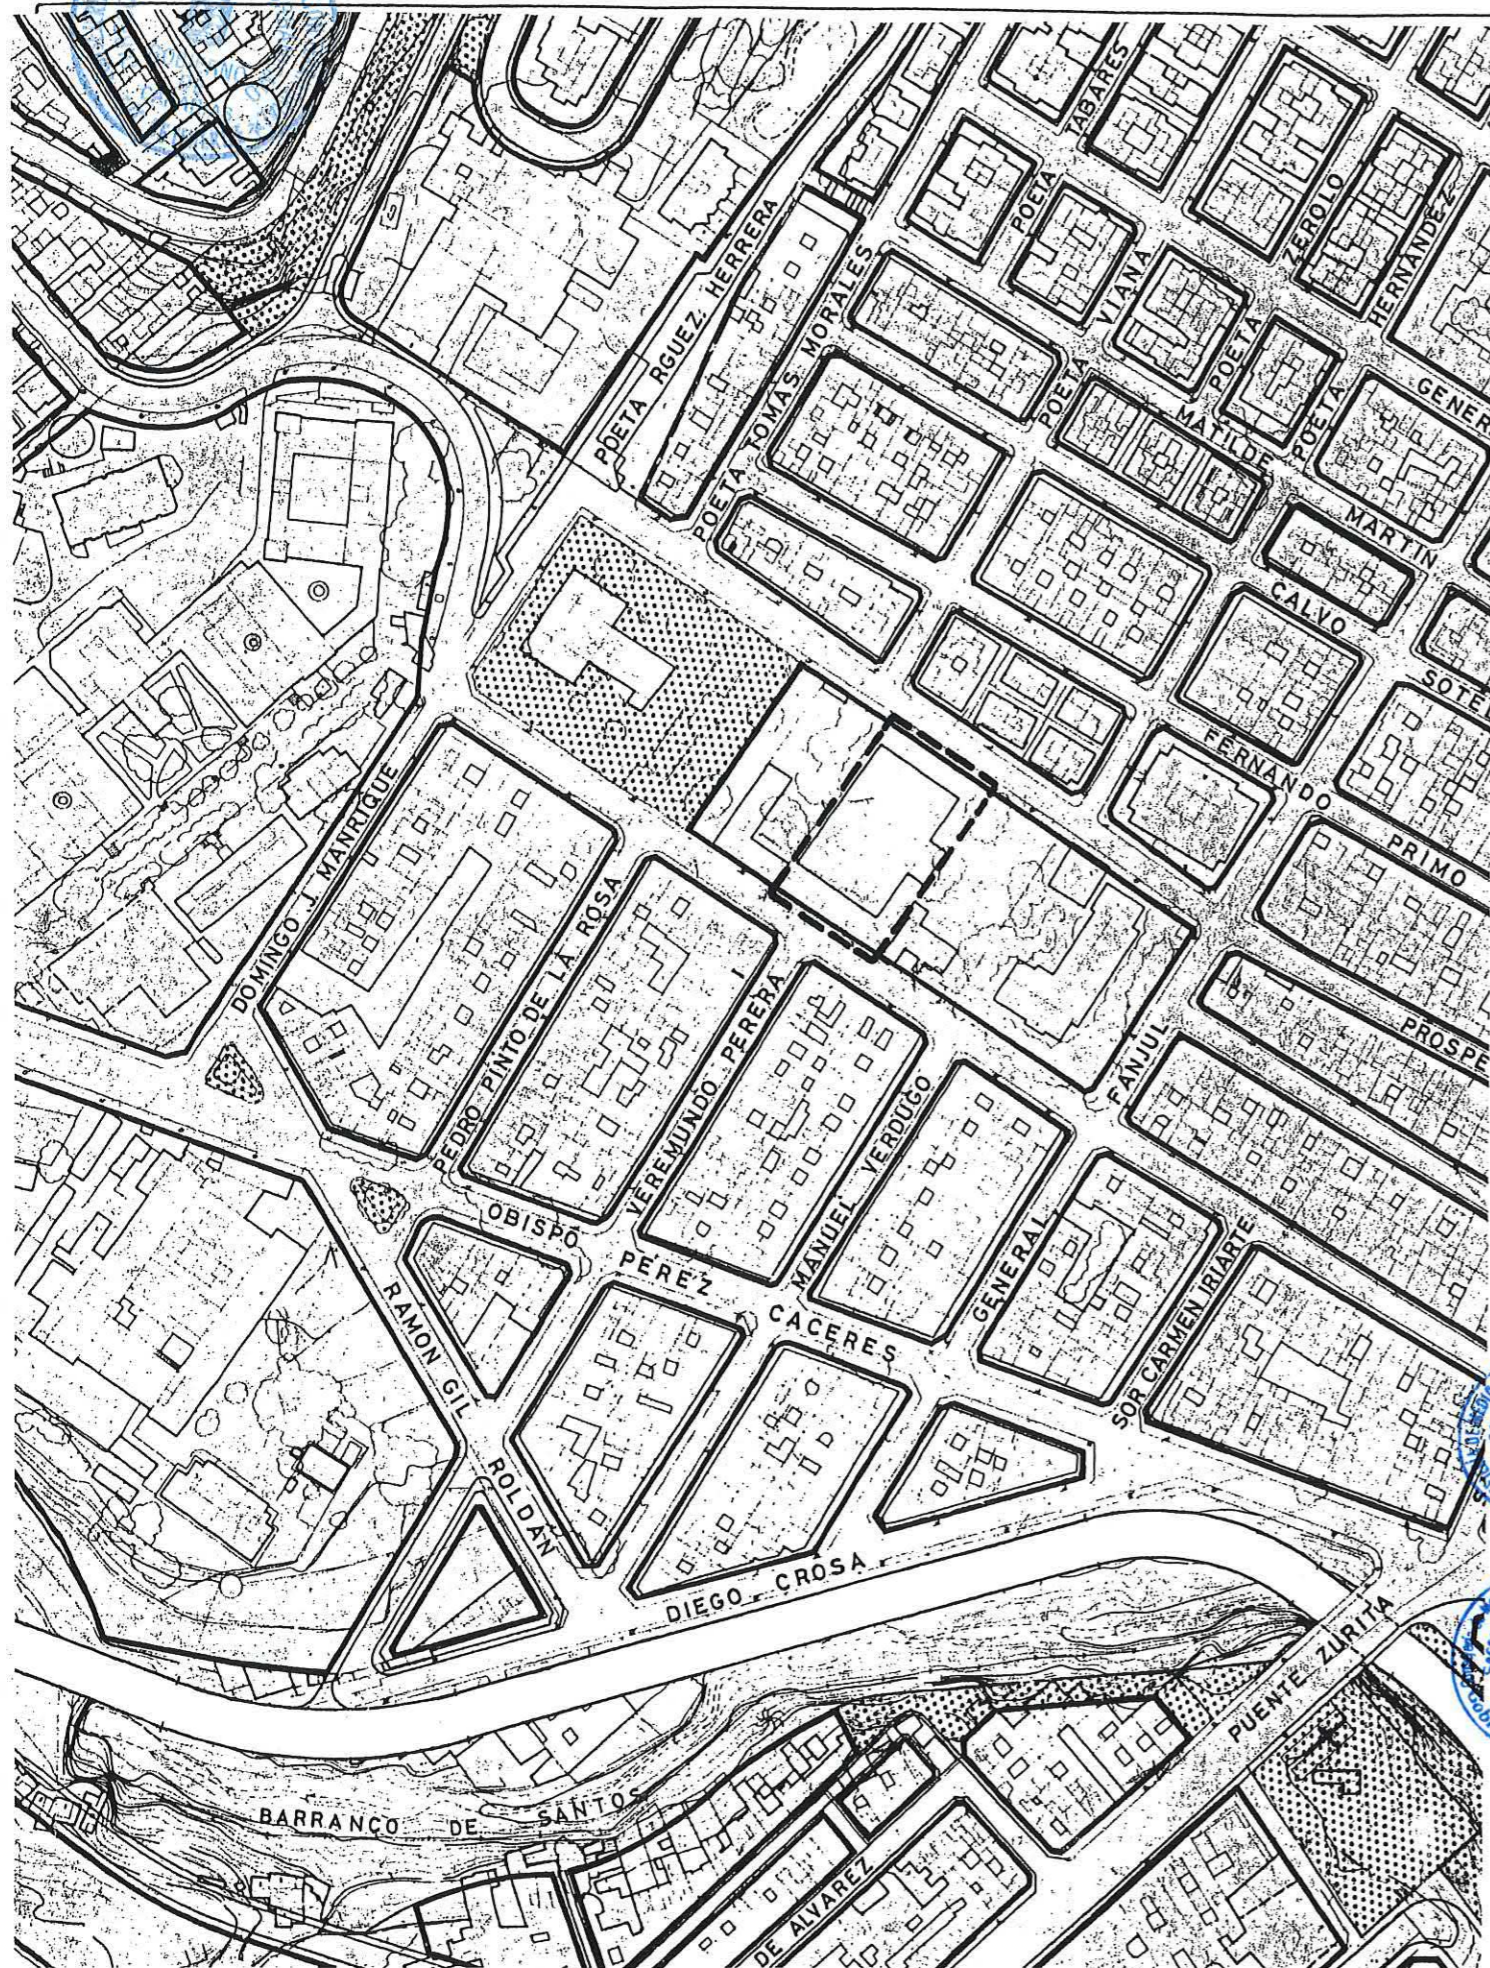 POETA TABARES
POETA ZEROLO
POETA HERNANDEZ
POETA VIANA
POETA RGUEZ. HERRERA
POETA TOMAS MORALES
MATILDE MARTIN
GENER
CALVO SOTE
FERNANDO PRIMO
PROSPE
DOMINGO J. MANRIQUE
PEDRO PINTO DE LA ROSA
VEREMUNDO PERERA
MANUEL VERDUGO
GENERAL FANJUL
SOR CARMEN IRIARTE
OBISPO PEREZ CACERES
RAMON GIL ROLDAN
DIEGO CROSA
PUENTE ZURITA
BARRANCO DE SANTOS
DE ALVAREZ